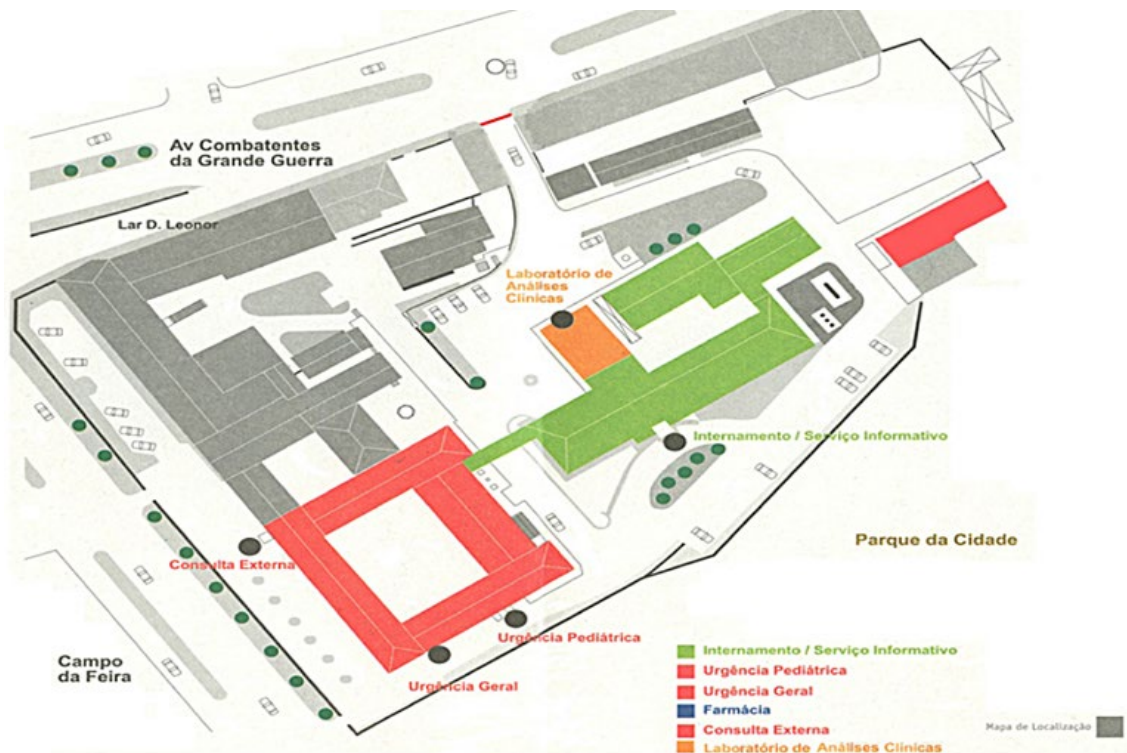 Av Combatentes
da Grande Guerra
Lar D. Leonor
Laboratório de
Análises
Clínicas
Internamento / Serviço Informativo
Parque da Cidade
Consulta Externa
Urgência Pediátrica
Urgência Geral
Campo
da Feira
Internamento / Serviço Informativo
Urgência Pediátrica
Urgência Geral
Farmácia
Consulta Externa
Laboratório de Análises Clínicas
Mapa de Localização